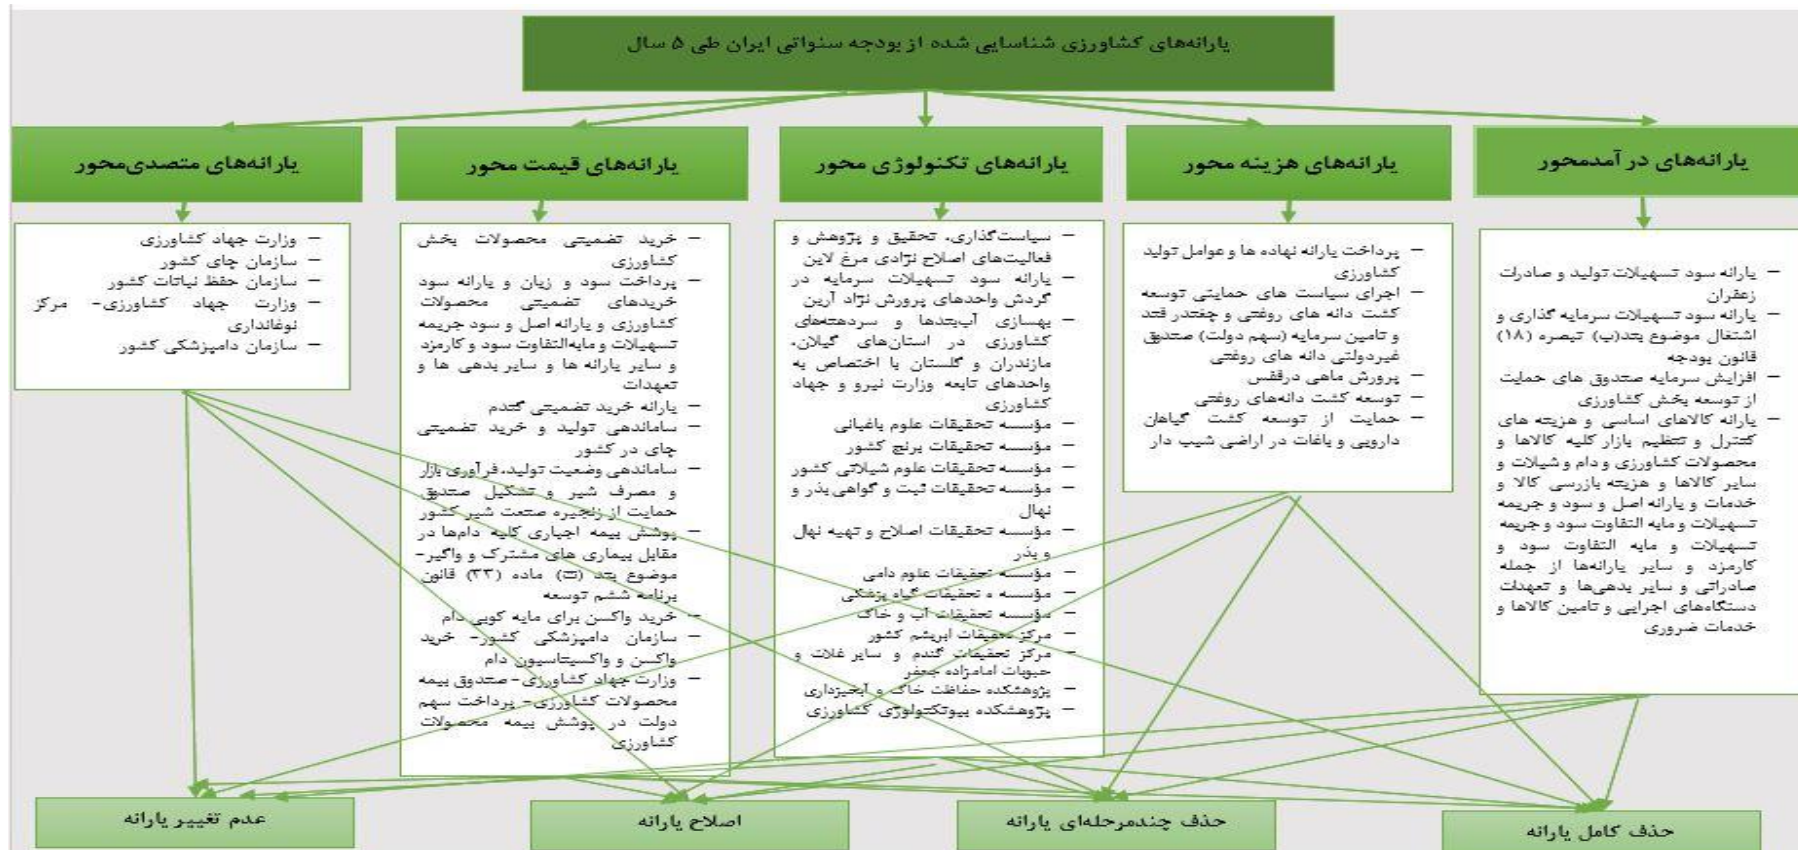 یارانه‌های کشاورزی شناسایی شده از بودجه سنواتی ایران طی ۵ سال
یارانه‌های درآمدمحور
یارانه‌های هزینه محور
یارانه‌های تکنولوژی محور
یارانه‌های قیمت محور
یارانه‌های متصدی‌محور
– یارانه سود تسهیلات تولید و صادرات
زعفران
– یارانه سود تسهیلات سرمایه گذاری و
اشتغال موضوع بند(ب) تبصره (۱۸)
قانون بودجه
– افزایش سرمایه صندوق های حمایت
از توسعه بخش کشاورزی
– یارانه کالاهای اساسی و هزینه های
کنترل و تنظیم بازار کلیه کالاها و
محصولات کشاورزی و دام و شیلات و
سایر کالاها و هزینه بازرسی کالا و
خدمات و یارانه اصل و سود و جریمه
تسهیلات و مابه التفاوت سود و جریمه
تسهیلات و مابه التفاوت سود و
کارمزد و سایر یارانه‌ها از جمله
صادراتی و سایر بدهی‌ها و تعهدات
دستگاه‌های اجرایی و تامین کالاها و
خدمات ضروری
– پرداخت یارانه نهاده ها و عوامل تولید
کشاورزی
– اجرای سیاست های حمایتی توسعه
کشت دانه های روغنی و چغندر قند
و تامین سرمایه (سهم دولت) صندوق
غیردولتی دانه های روغنی
– پرورش ماهی درقفس
– توسعه کشت دانه‌های روغنی
– حمایت از توسعه کشت گیاهان
دارویی و باغات در اراضی شیب دار
– سیاست‌گذاری، تحقیق و پژوهش و
فعالیت‌های اصلاح نژادی مرغ لاین
– یارانه سود تسهیلات سرمایه در
گردش واحدهای پرورش نژاد آرین
– بهسازی آب‌بندها و سردهنه‌های
کشاورزی در استان‌های گیلان،
مازندران و گلستان با اختصاص به
واحدهای تابعه وزارت نیرو و جهاد
کشاورزی
– مؤسسه تحقیقات علوم باغبانی
– مؤسسه تحقیقات برنج کشور
– مؤسسه تحقیقات علوم شیلاتی کشور
– مؤسسه تحقیقات ثبت و گواهی بذر و
نهال
– مؤسسه تحقیقات اصلاح و تهیه نهال
و بذر
– مؤسسه تحقیقات علوم دامی
– مؤسسه ه تحقیقات گیاه پزشکی
– مؤسسه تحقیقات آب و خاک
– مرکز تحقیقات ابریشم کشور
– مرکز تحقیقات گندم و سایر غلات و
حبوبات امامزاده جعفر
– پژوهشکده حفاظت خاک و آبخیزداری
– پژوهشکده بیوتکنولوژی کشاورزی
– خرید تضمینی محصولات بخش
کشاورزی
– پرداخت سود و زیان و یارانه سود
خریدهای تضمینی محصولات
کشاورزی و یارانه اصل و سود جریمه
تسهیلات و مابه‌التفاوت سود و کارمزد
و سایر یارانه ها و سایر بدهی ها و
تعهدات
– یارانه خرید تضمینی گندم
– ساماندهی تولید و خرید تضمینی
چای در کشور
– ساماندهی وضعیت تولید، فرآوری بازار
و مصرف شیر و تشکیل صندوق
حمایت از زنجیره صنعت شیر کشور
– پوشش بیمه اجباری کلیه دام‌ها در
مقابل بیماری های مشترک و واگیر-
موضوع بند ماده (۳۳) قانون
برنامه ششم توسعه
– خرید واکسن برای مایه کوبی دام
– سازمان دامپزشکی کشور- خرید
واکسن و واکسیناسیون دام
– وزارت جهاد کشاورزی- صندوق بیمه
محصولات کشاورزی- پرداخت سهم
دولت در پوشش بیمه محصولات
کشاورزی
– وزارت جهاد کشاورزی
– سازمان چای کشور
– سازمان حفظ نباتات کشور
– وزارت جهاد کشاورزی- مرکز
نوغانداری
– سازمان دامپزشکی کشور
حذف کامل یارانه
حذف چندمرحله‌ای یارانه
اصلاح یارانه
عدم تغییر یارانه